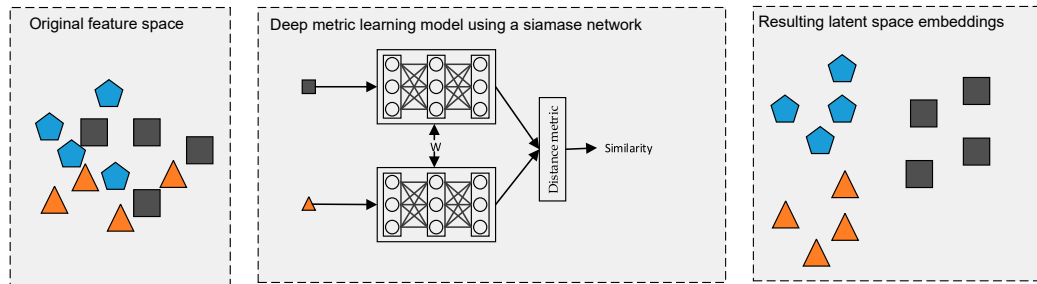 Original feature space
Deep metric learning model using a siamase network
W
Distance metric
Similarity
Resulting latent space embeddings